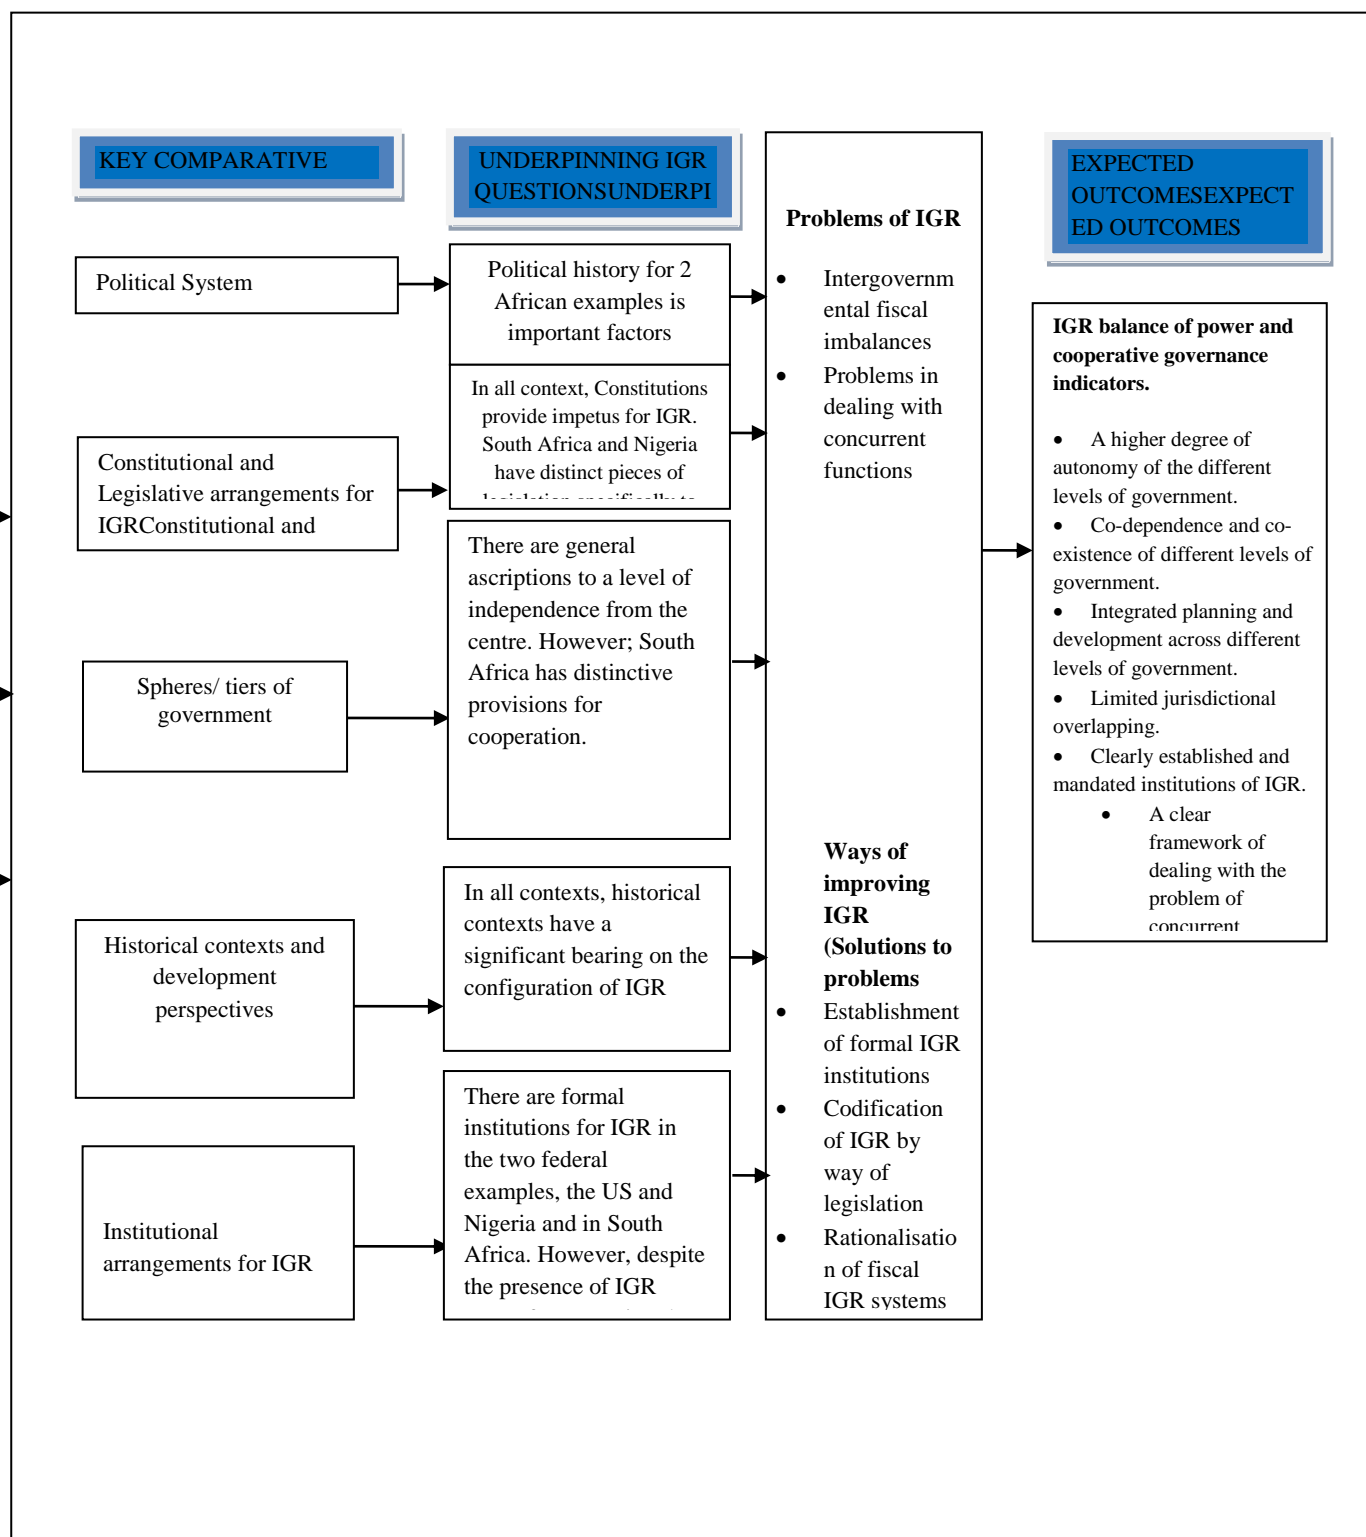 KEY COMPARATIVE
UNDERPINNING IGR
QUESTIONSUNDERPI
EXPECTED
OUTCOMESEXPECT
ED OUTCOMES
Political System
Political history for 2
African examples is
important factors
Constitutional and
Legislative arrangements for
IGRConstitutional and
In all context, Constitutions
provide impetus for IGR.
South Africa and Nigeria
have distinct pieces of
legislation specifically to
Spheres/ tiers of
government
There are general
ascriptions to a level of
independence from the
centre. However; South
Africa has distinctive
provisions for
cooperation.
Historical contexts and
development
perspectives
In all contexts, historical
contexts have a
significant bearing on the
configuration of IGR
Institutional
arrangements for IGR
There are formal
institutions for IGR in
the two federal
examples, the US and
Nigeria and in South
Africa. However, despite
the presence of IGR
Problems of IGR
• Intergovernm
ental fiscal
imbalances
• Problems in
dealing with
concurrent
functions
Ways of
improving
IGR
(Solutions to
problems
• Establishment
of formal IGR
institutions
• Codification
of IGR by
way of
legislation
• Rationalisatio
n of fiscal
IGR systems
IGR balance of power and
cooperative governance
indicators.
• A higher degree of
autonomy of the different
levels of government.
• Co-dependence and co-
existence of different levels of
government.
• Integrated planning and
development across different
levels of government.
• Limited jurisdictional
overlapping.
• Clearly established and
mandated institutions of IGR.
• A clear
framework of
dealing with the
problem of
concurrent